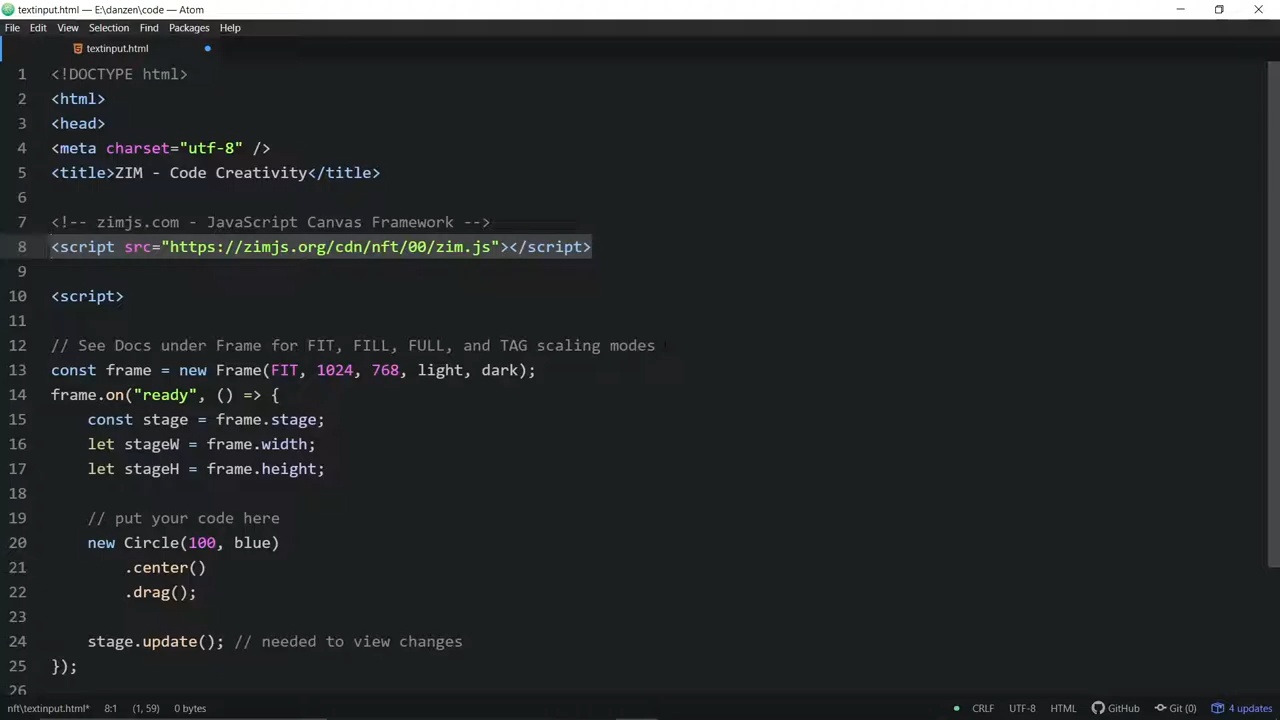 textinput.html — E:\danzen\code — Atom
File Edit View Selection Find Packages Help
textinput.html
1 <!DOCTYPE html>
2 <html>
3 <head>
4 <meta charset="utf-8" />
5 <title>ZIM - Code Creativity</title>
6
7 <!-- zimjs.com - JavaScript Canvas Framework -->
8 <script src="https://zimjs.org/cdn/nft/00/zim.js"></script>
9
10 <script>
11
12 // See Docs under Frame for FIT, FILL, FULL, and TAG scaling modes
13 const frame = new Frame(FIT, 1024, 768, light, dark);
14 frame.on("ready", () => {
15     const stage = frame.stage;
16     let stageW = frame.width;
17     let stageH = frame.height;
18
19     // put your code here
20     new Circle(100, blue)
21         .center()
22         .drag();
23
24     stage.update(); // needed to view changes
25 });
26
nft\textinput.html* 8:1 (1, 59) 0 bytes CRLF UTF-8 HTML GitHub Git (0) 4 updates